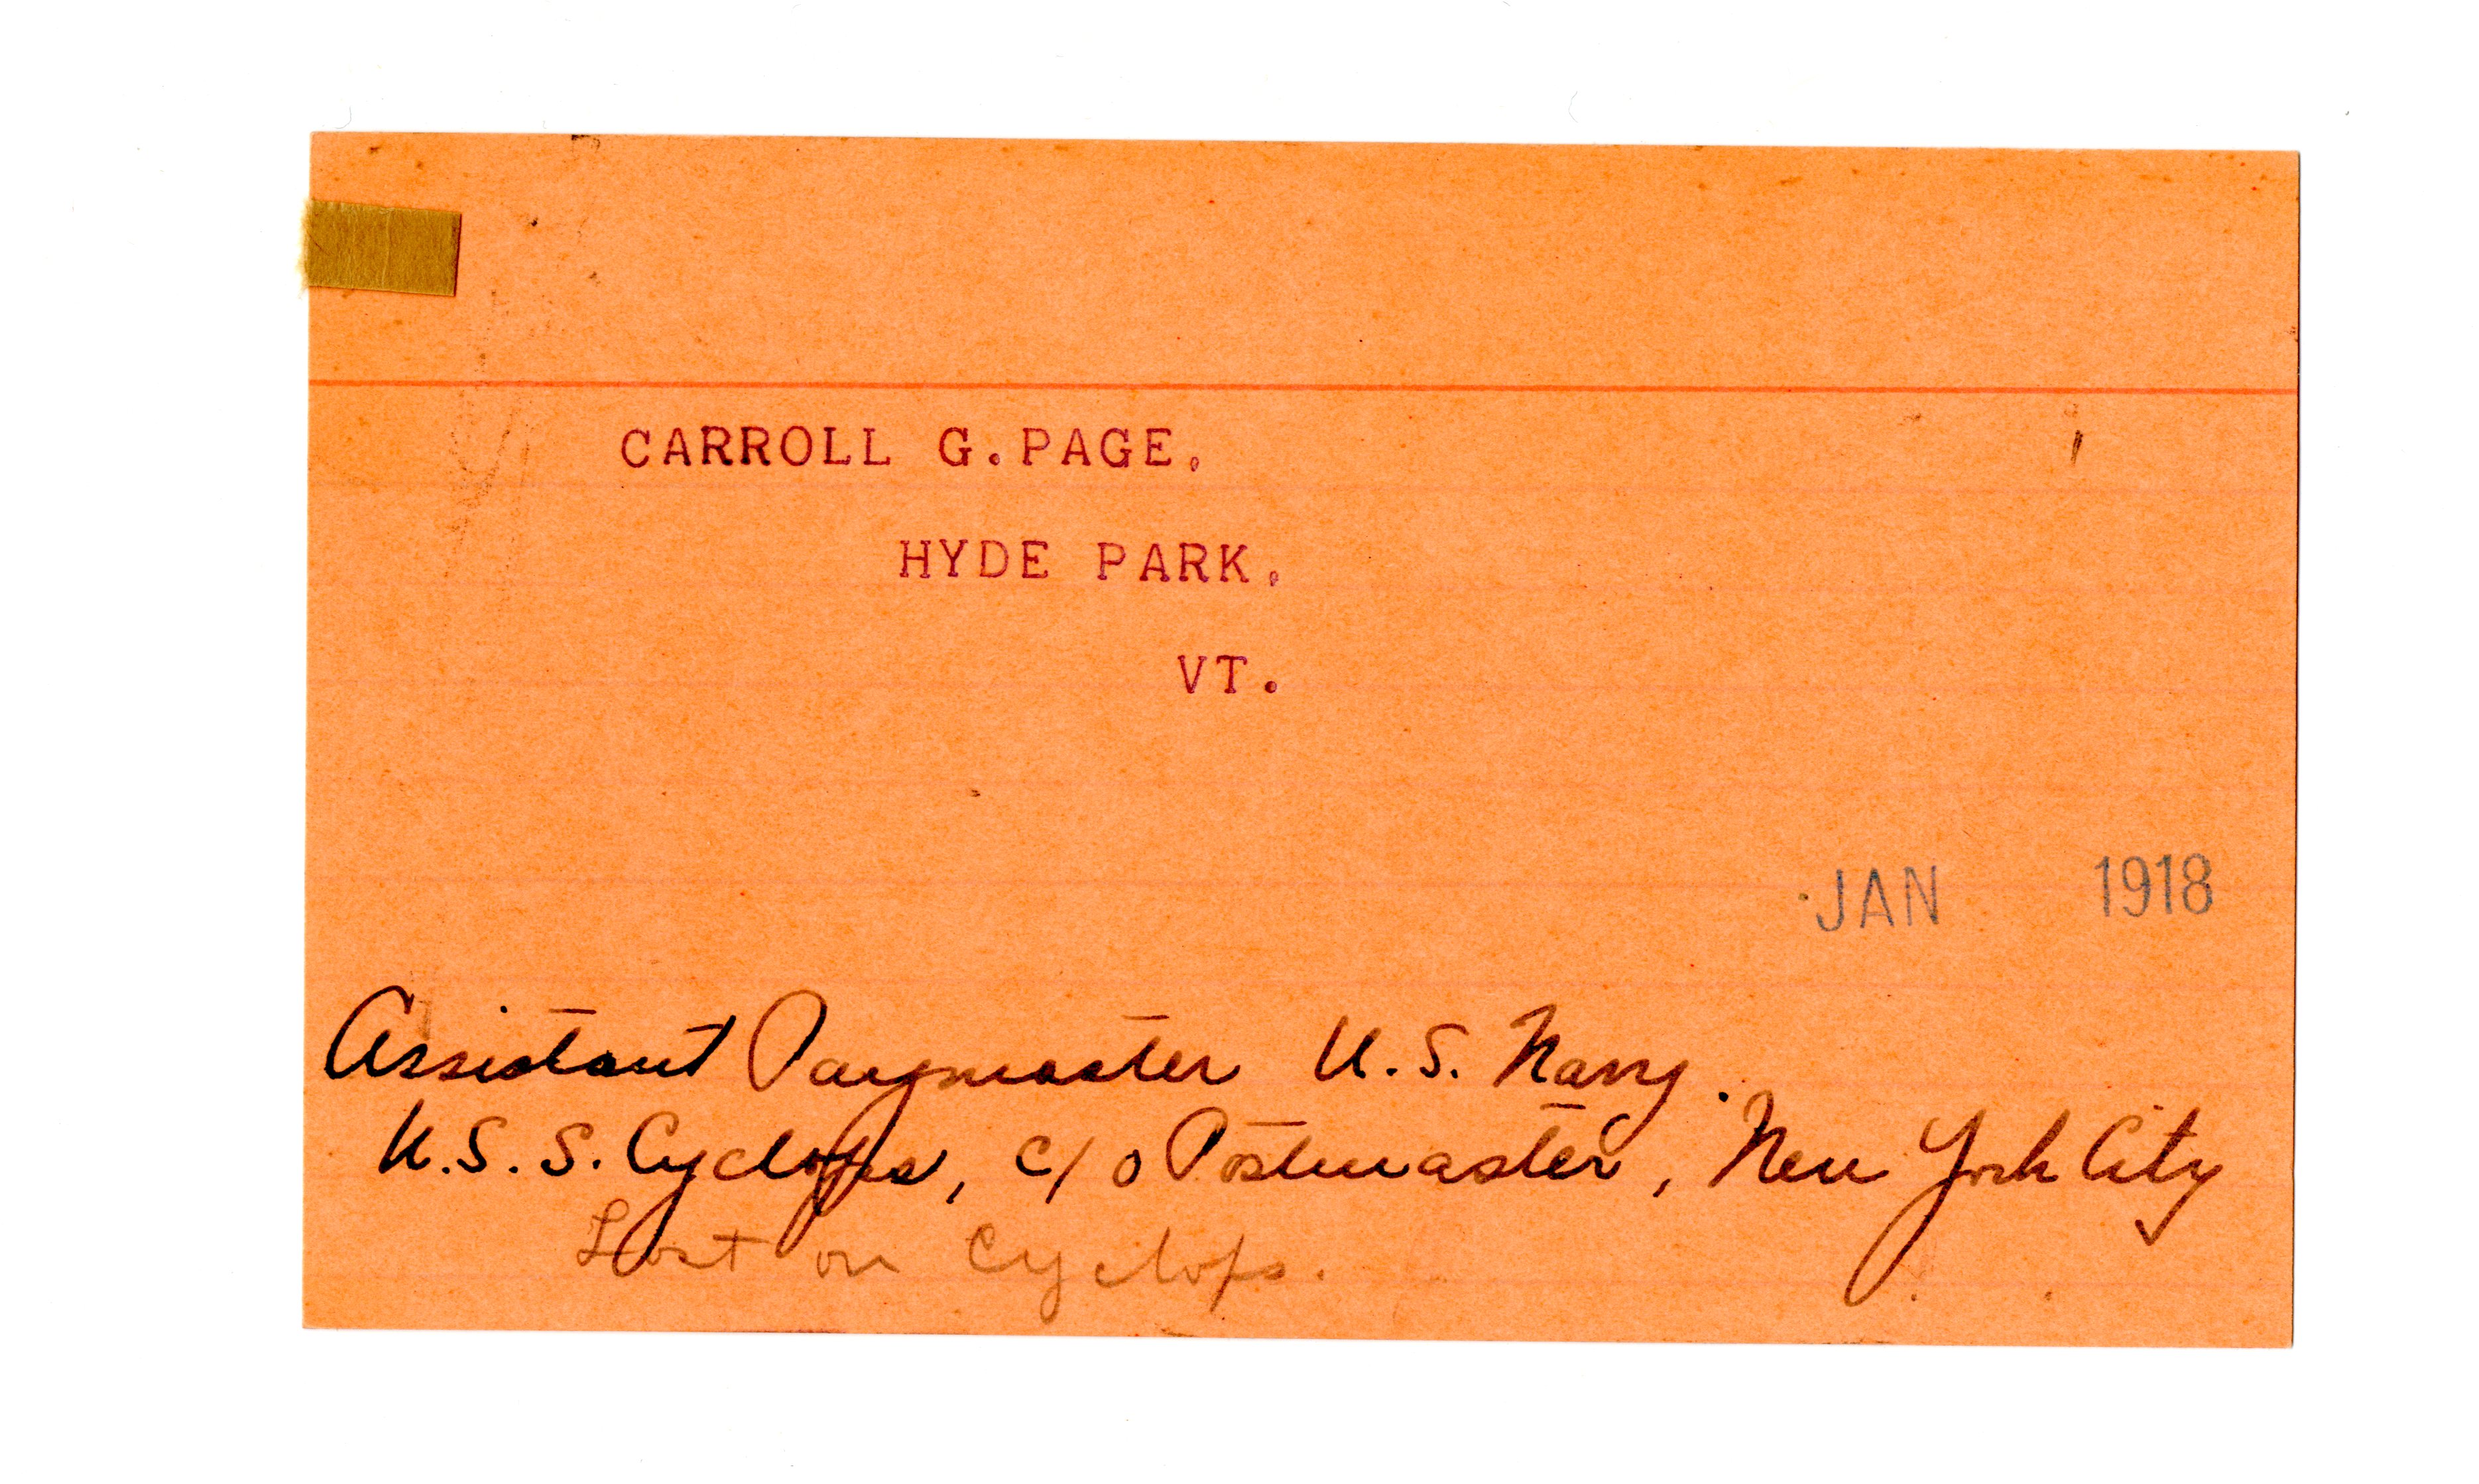 CARROLL G. PAGE.
HYDE PARK.
VT.
JAN 1918
Assistant Paymaster U.S. Navy.
U.S.S. Cyclops, c/o Postmaster, New York City
Lost on Cyclops.